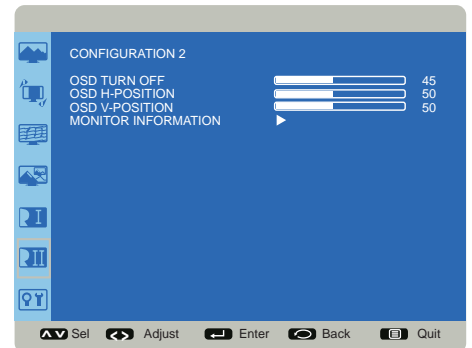 CONFIGURATION 2
OSD TURN OFF 45
OSD H-POSITION 50
OSD V-POSITION 50
MONITOR INFORMATION
I
II
Sel Adjust Enter Back Quit